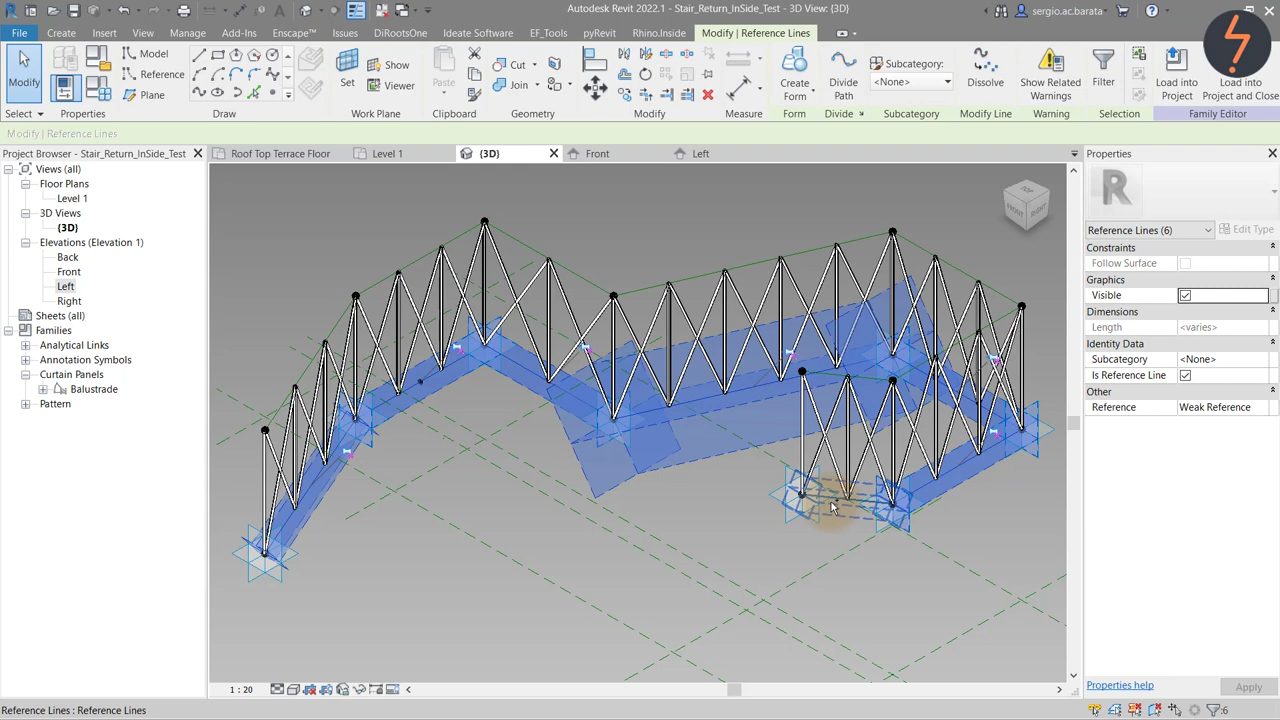 Autodesk Revit 2022.1 - Stair_Return_InSide_Test - 3D View: {3D}
sergio.ac.barata
File Create Insert View Manage Add-Ins Enscape™ Issues DiRootsOne Ideate Software EF_Tools pyRevit Rhino.Inside Modify | Reference Lines
Modify
Model
Reference
Plane
Set
Show
Viewer
Paste
Cut
Join
Create
Form
Divide
Path
Subcategory:
<None>
Dissolve
Show Related
Warnings
Filter
Load into
Project
Load into
Project and Close
Select Properties Draw Work Plane Clipboard Geometry Modify Measure Form Divide Subcategory Modify Line Warning Selection Family Editor
Modify | Reference Lines
Project Browser - Stair_Return_InSide_Test
Roof Top Terrace Floor
Level 1
{3D}
Front
Left
Properties
Views (all)
Floor Plans
Level 1
3D Views
{3D}
Elevations (Elevation 1)
Back
Front
Left
Right
Sheets (all)
Families
Analytical Links
Annotation Symbols
Curtain Panels
Balustrade
Pattern
TOP
FRONT
RIGHT
R
Reference Lines (6)
Edit Type
Constraints
Follow Surface
Graphics
Visible
Dimensions
Length <varies>
Identity Data
Subcategory <None>
Is Reference Line
Other
Reference Weak Reference
Properties help
Apply
1 : 20
Reference Lines : Reference Lines
:6